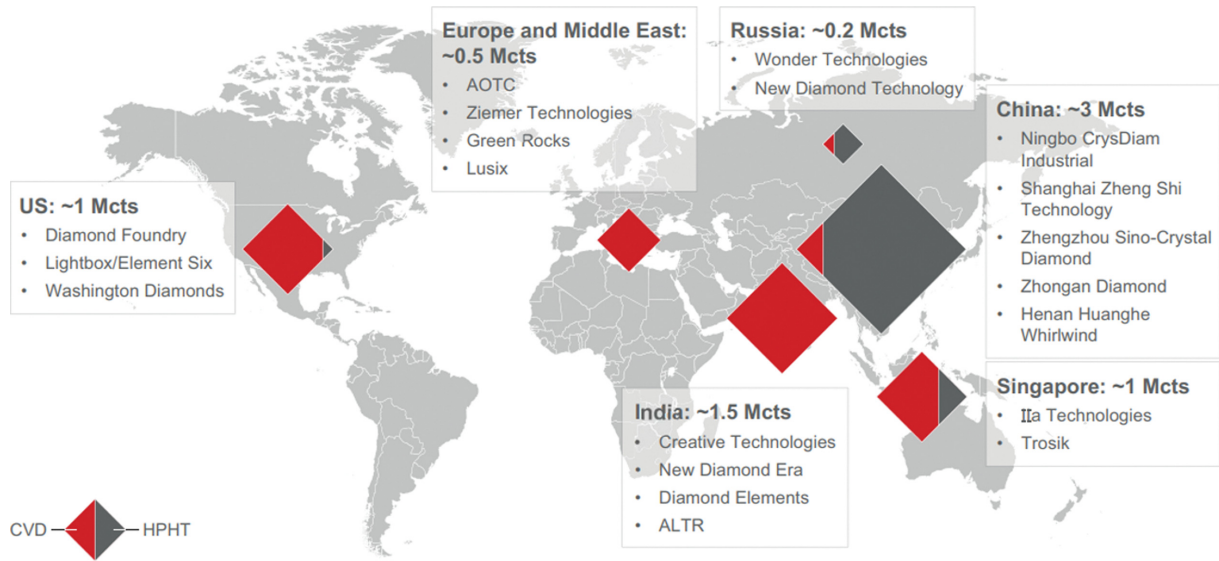 Europe and Middle East:
~0.5 Mcts
• AOTC
• Ziemer Technologies
• Green Rocks
• Lusix
Russia: ~0.2 Mcts
• Wonder Technologies
• New Diamond Technology
China: ~3 Mcts
• Ningbo CrysDiam
Industrial
• Shanghai Zheng Shi
Technology
• Zhengzhou Sino-Crystal
Diamond
• Zhongan Diamond
• Henan Huanghe
Whirlwind
US: ~1 Mcts
• Diamond Foundry
• Lightbox/Element Six
• Washington Diamonds
India: ~1.5 Mcts
• Creative Technologies
• New Diamond Era
• Diamond Elements
• ALTR
Singapore: ~1 Mcts
• IIa Technologies
• Trosik
CVD
HPHT